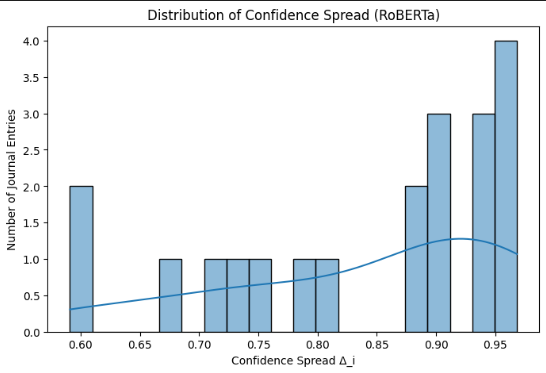 Distribution of Confidence Spread (RoBERTa)
4.0
3.5
3.0
2.5
2.0
1.5
1.0
0.5
0.0
Number of Journal Entries
0.60 0.65 0.70 0.75 0.80 0.85 0.90 0.95
Confidence Spread Δ_i